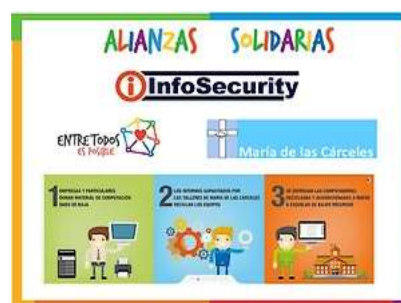 ALIANZAS SOLIDARIAS
i InfoSecurity
ENTRE TODOS
ES POSIBLE
María de las Cárceles
1 EMPRESAS Y PARTICULARES
DONAN MATERIAL DE COMPUTACIÓN
DADO DE BAJA
2 LOS INTERNOS CAPACITADOS POR
LOS TALLERES DE MARÍA DE LAS CÁRCELES
RECICLAN LOS EQUIPOS
3 SE ENTREGAN LAS COMPUTADORAS
RECICLADAS
A ESCUELAS DE BAJOS RECURSOS